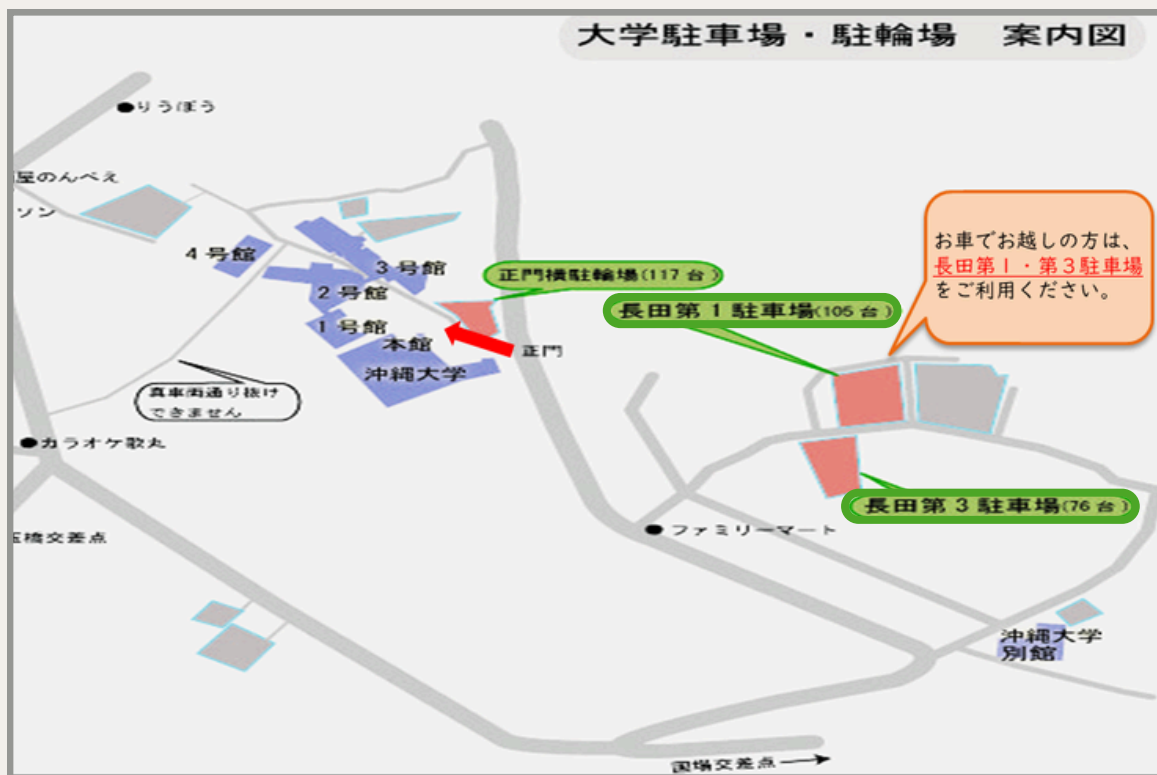 大学駐車場・駐輪場 案内図
●りうぼう
屋のんべえ
ソン
4号館
3号館
2号館
1号館
本館
沖縄大学
正門横駐輪場(117台)
長田第1駐車場(105台)
お車でお越しの方は、
長田第1・第3駐車場
をご利用ください。
正門
真車両通り抜け
できません
●カラオケ歌丸
長田第3駐車場(76台)
●ファミリーマート
橋交差点
沖縄大学
別館
国場交差点